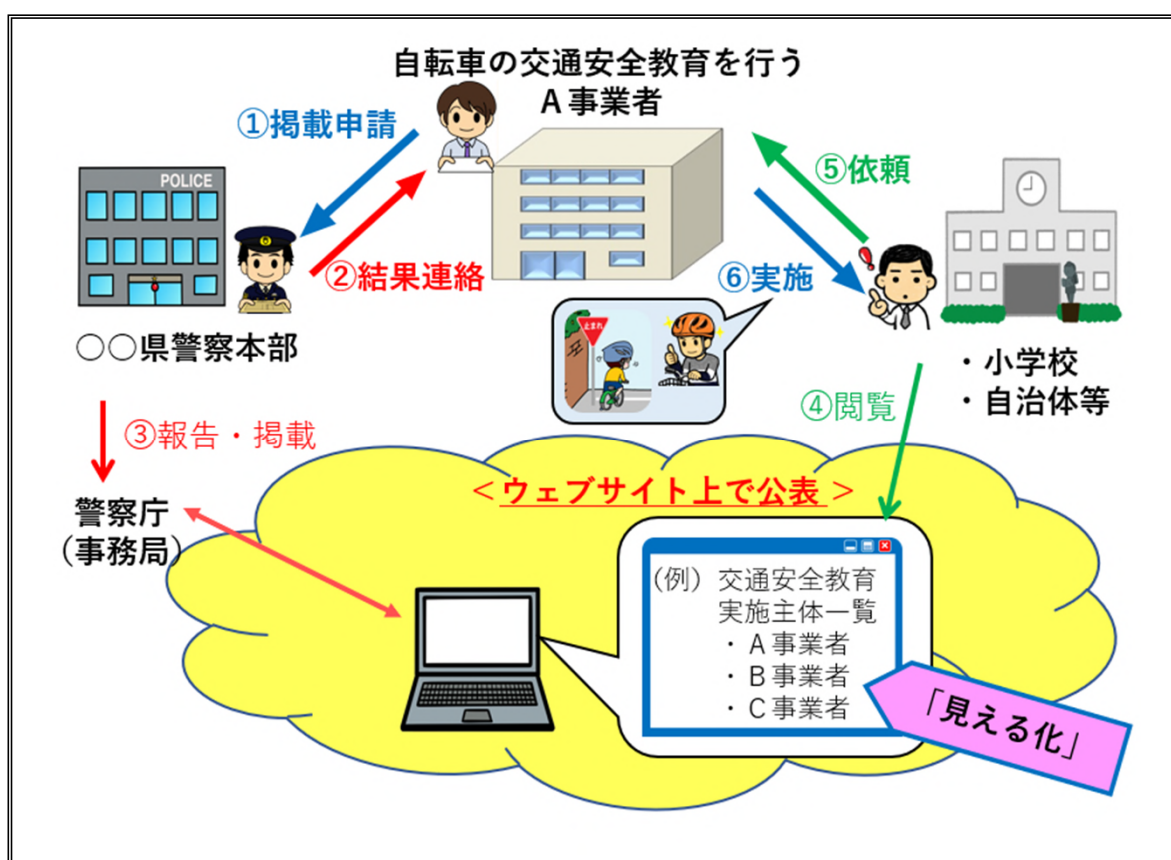 自転車の交通安全教育を行う
A事業者
①掲載申請
②結果連絡
POLICE
○○県警察本部
⑤依頼
⑥実施
止まれ
・小学校
・自治体等
④閲覧
③報告・掲載
警察庁
（事務局）
＜ウェブサイト上で公表＞
（例）交通安全教育
実施主体一覧
・A事業者
・B事業者
・C事業者
「見える化」